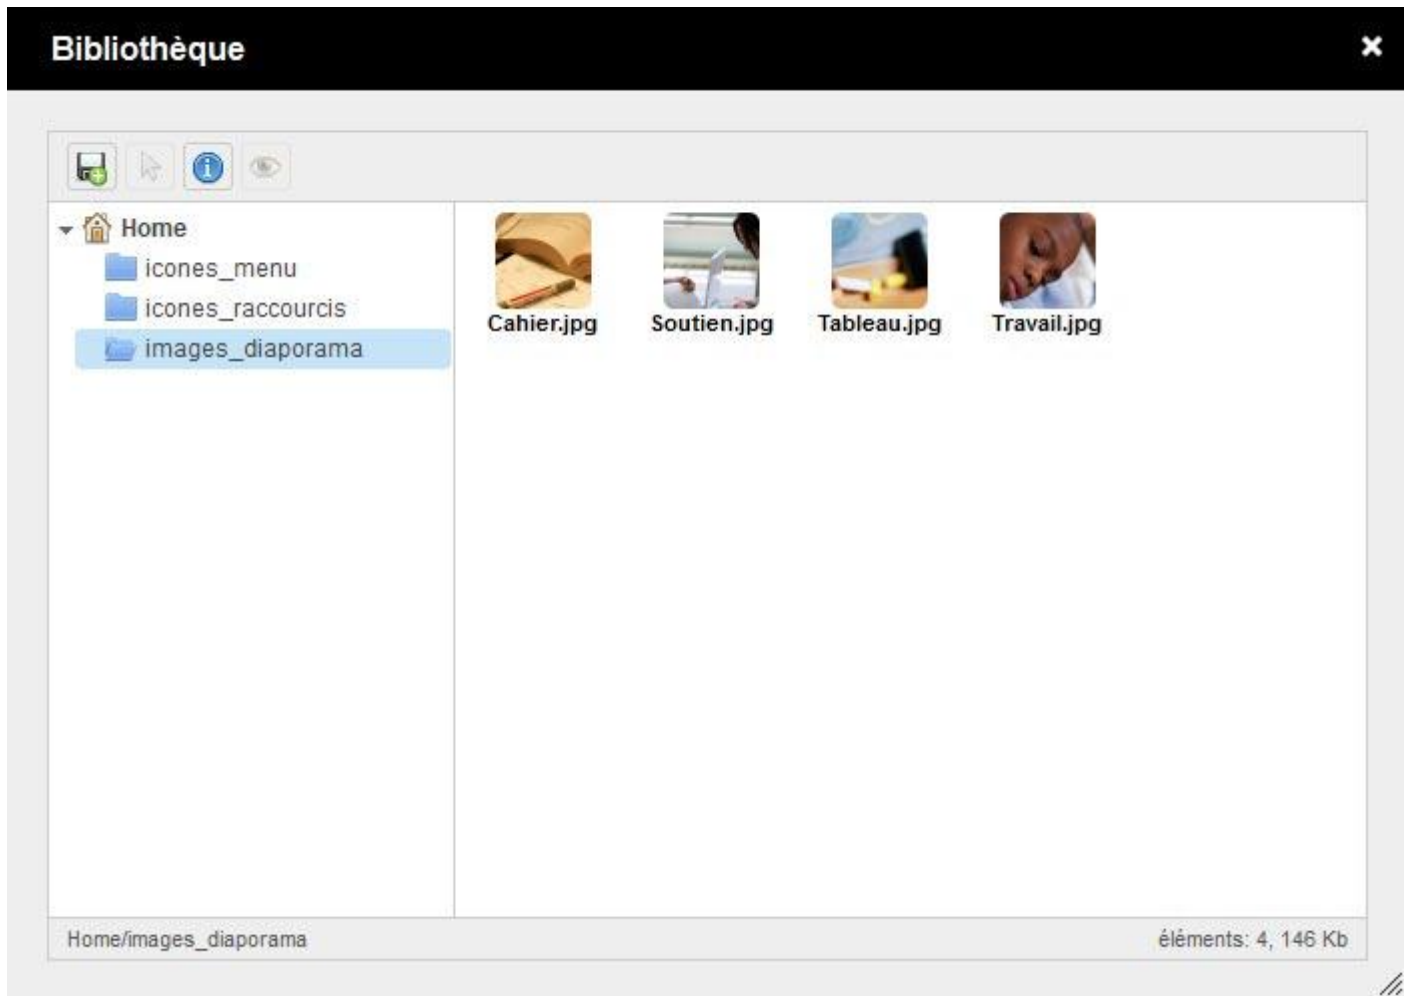 Bibliothèque
Home
icones_menu
icones_raccourcis
images_diaporama
Cahier.jpg
Soutien.jpg
Tableau.jpg
Travail.jpg
Home/images_diaporama
éléments: 4, 146 Kb